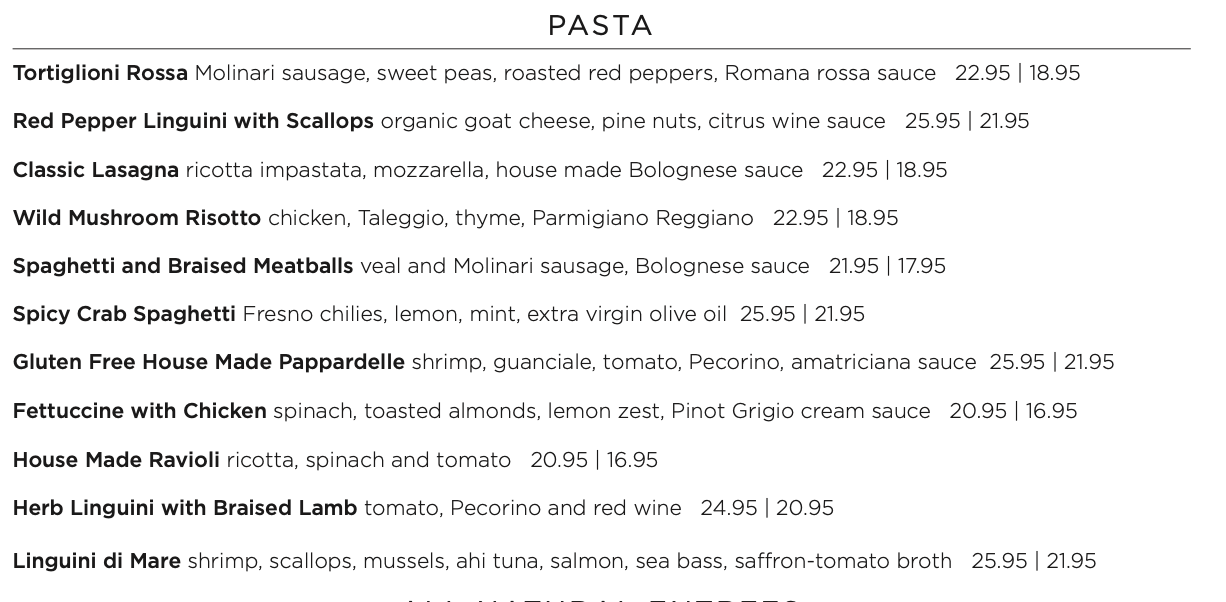 PASTA
Tortiglioni Rossa Molinari sausage, sweet peas, roasted red peppers, Romana rossa sauce 22.95 | 18.95
Red Pepper Linguini with Scallops organic goat cheese, pine nuts, citrus wine sauce 25.95 | 21.95
Classic Lasagna ricotta impastata, mozzarella, house made Bolognese sauce 22.95 | 18.95
Wild Mushroom Risotto chicken, Taleggio, thyme, Parmigiano Reggiano 22.95 | 18.95
Spaghetti and Braised Meatballs veal and Molinari sausage, Bolognese sauce 21.95 | 17.95
Spicy Crab Spaghetti Fresno chilies, lemon, mint, extra virgin olive oil 25.95 | 21.95
Gluten Free House Made Pappardelle shrimp, guanciale, tomato, Pecorino, amatriciana sauce 25.95 | 21.95
Fettuccine with Chicken spinach, toasted almonds, lemon zest, Pinot Grigio cream sauce 20.95 | 16.95
House Made Ravioli ricotta, spinach and tomato 20.95 | 16.95
Herb Linguini with Braised Lamb tomato, Pecorino and red wine 24.95 | 20.95
Linguini di Mare shrimp, scallops, mussels, ahi tuna, salmon, sea bass, saffron-tomato broth 25.95 | 21.95